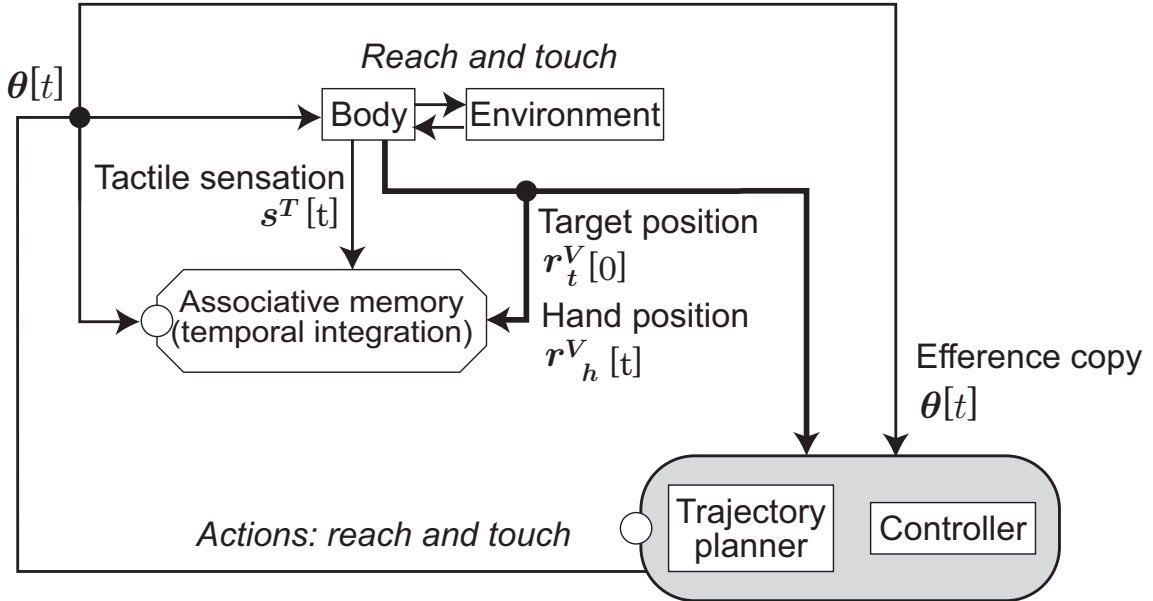 Reach and touch
θ[t]
Body
Environment
Tactile sensation
s^T [t]
Target position
r_t^V[0]
Associative memory
(temporal integration)
Hand position
r^V_h [t]
Efference copy
θ[t]
Trajectory
planner
Controller
Actions: reach and touch